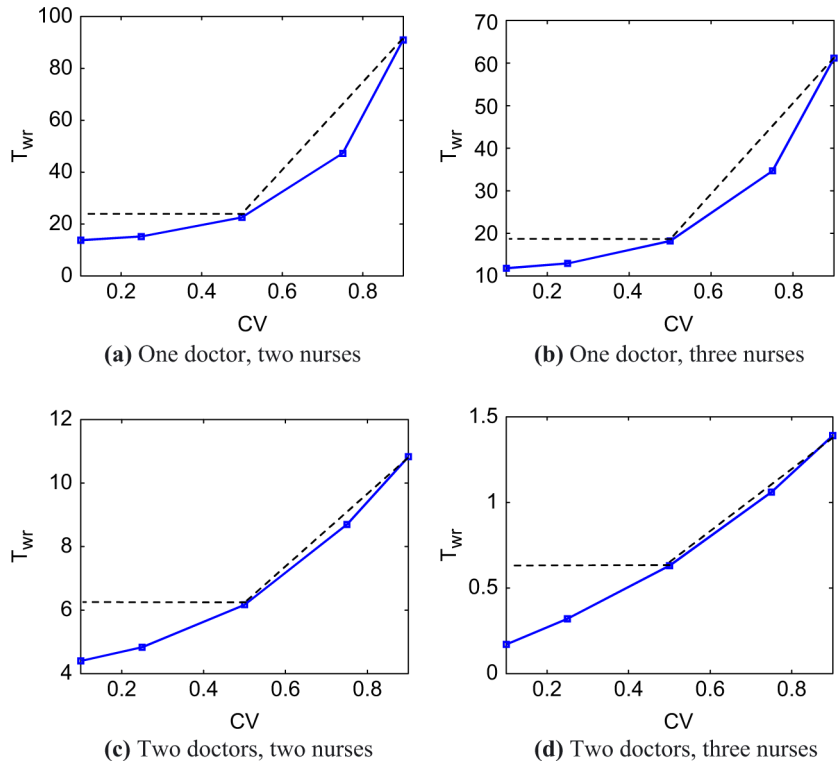 100
80
60
40
20
0
T_wr
0.2 0.4 0.6 0.8
CV
(a) One doctor, two nurses
70
60
50
40
30
20
10
T_wr
0.2 0.4 0.6 0.8
CV
(b) One doctor, three nurses
12
10
8
6
4
T_wr
0.2 0.4 0.6 0.8
CV
(c) Two doctors, two nurses
1.5
1
0.5
0
T_wr
0.2 0.4 0.6 0.8
CV
(d) Two doctors, three nurses